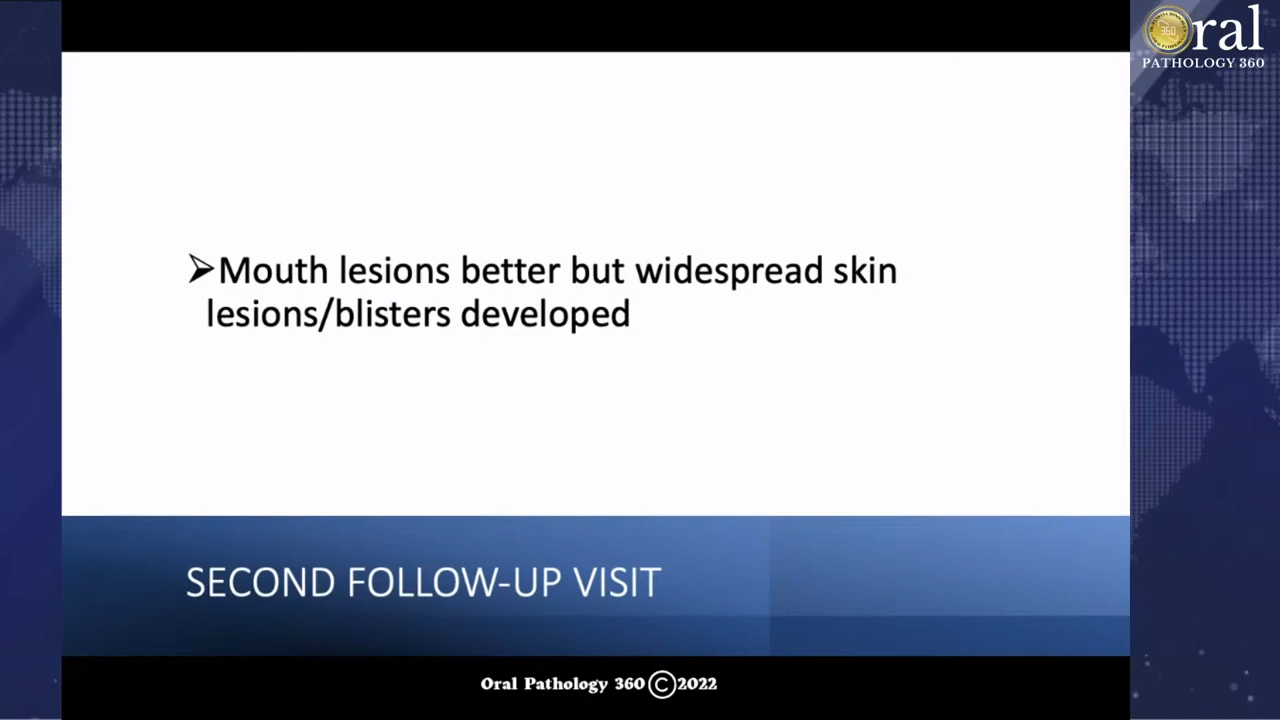 Oral
PATHOLOGY 360
➢Mouth lesions better but widespread skin
lesions/blisters developed
SECOND FOLLOW-UP VISIT
Oral Pathology 360©2022